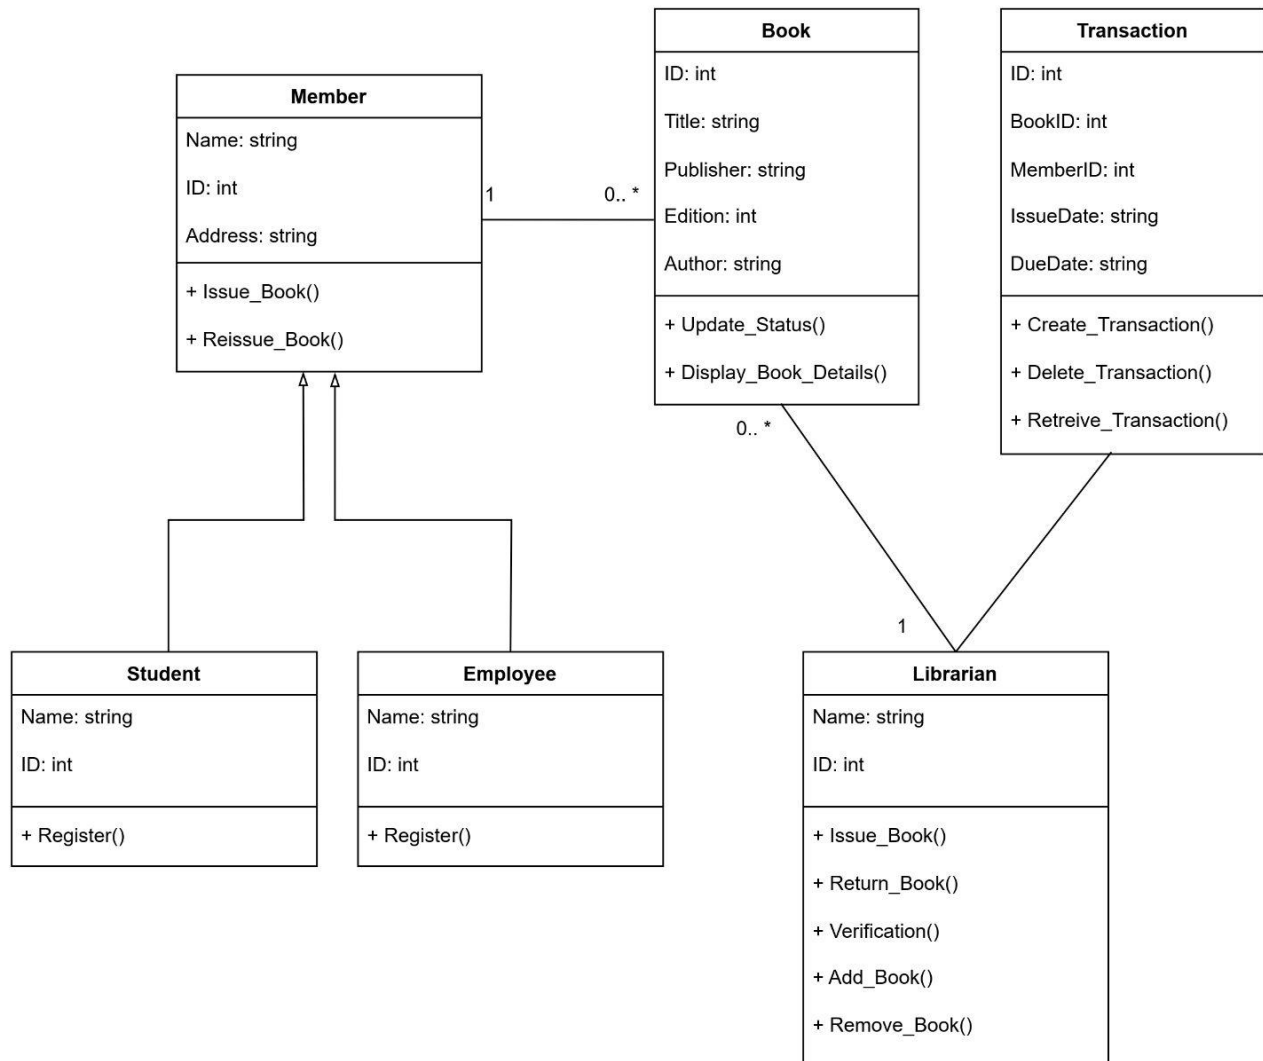 Member
Name: string
ID: int
Address: string
+ Issue_Book()
+ Reissue_Book()
1
0.. *
Book
ID: int
Title: string
Publisher: string
Edition: int
Author: string
+ Update_Status()
+ Display_Book_Details()
0.. *
Transaction
ID: int
BookID: int
MemberID: int
IssueDate: string
DueDate: string
+ Create_Transaction()
+ Delete_Transaction()
+ Retreive_Transaction()
Student
Name: string
ID: int
+ Register()
Employee
Name: string
ID: int
+ Register()
1
Librarian
Name: string
ID: int
+ Issue_Book()
+ Return_Book()
+ Verification()
+ Add_Book()
+ Remove_Book()